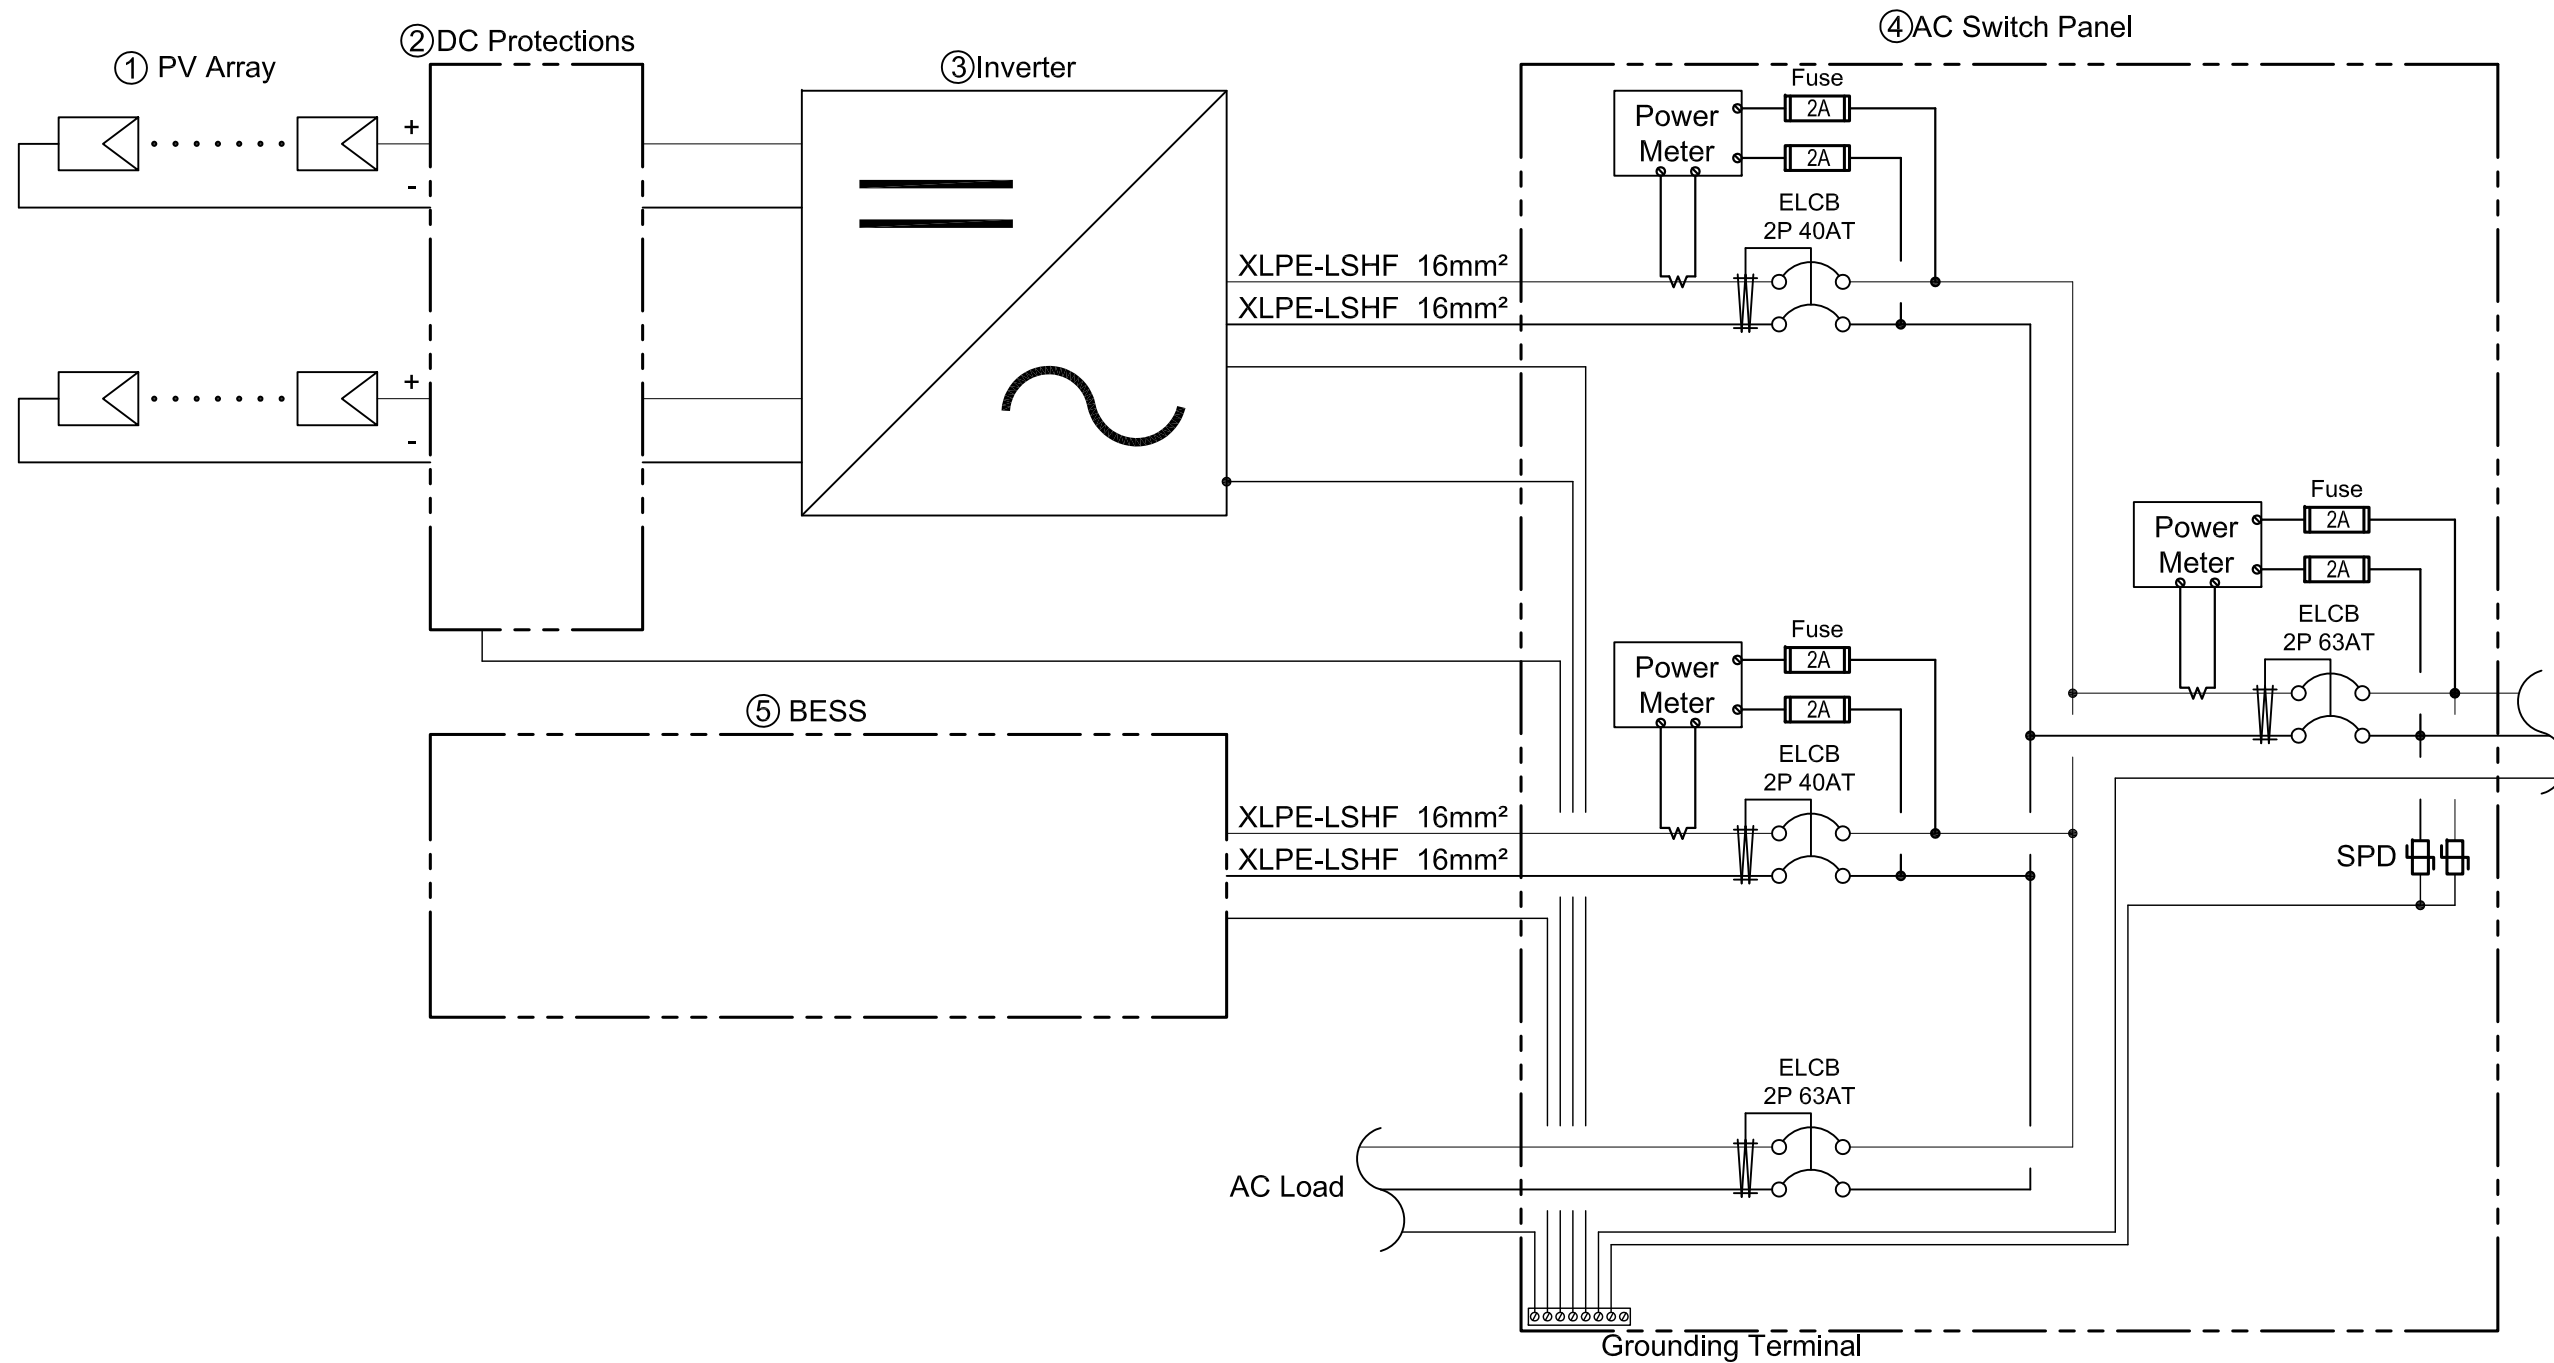 ① PV Array
②DC Protections
③Inverter
④AC Switch Panel
+
-
+
-
Fuse
Power
Meter
2A
2A
ELCB
2P 40AT
XLPE-LSHF 16mm²
XLPE-LSHF 16mm²
Fuse
Power
Meter
2A
2A
ELCB
2P 63AT
Fuse
Power
Meter
2A
2A
ELCB
2P 40AT
⑤ BESS
XLPE-LSHF 16mm²
XLPE-LSHF 16mm²
SPD
ELCB
2P 63AT
AC Load
Grounding Terminal